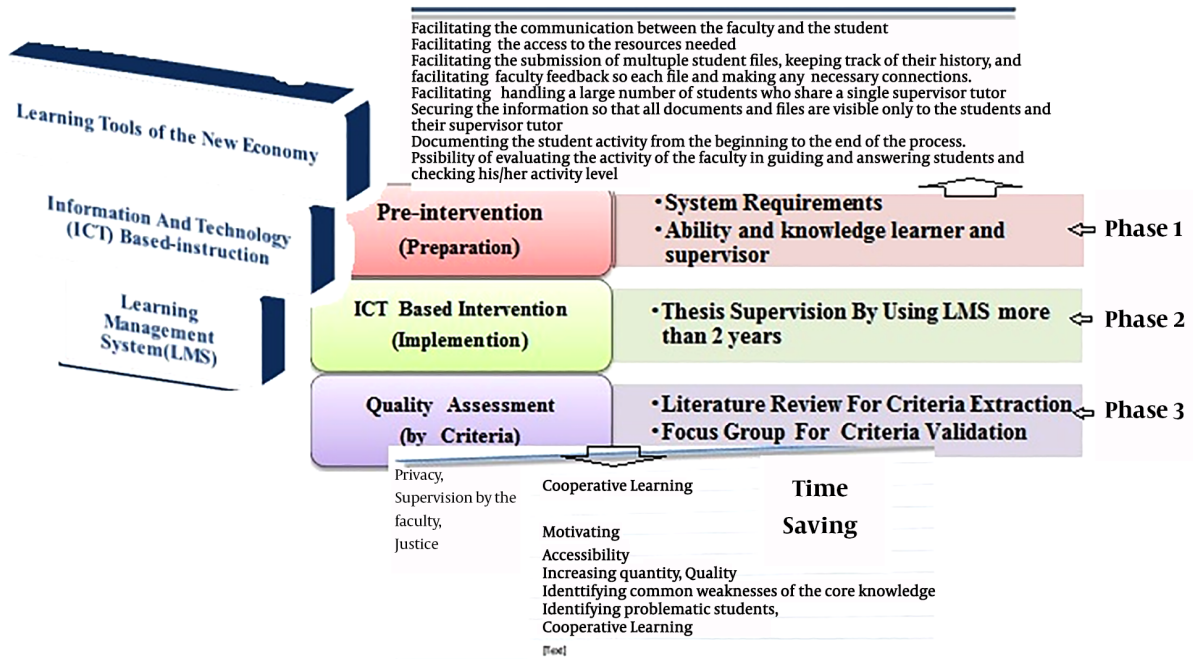 Facilitating the communication between the faculty and the student
Facilitating the access to the resources needed
Facilitating the submission of multiple student files, keeping track of their history, and
facilitating faculty feedback so each file and making any necessary connections.
Facilitating handling a large number of students who share a single supervisor tutor
Securing the information so that all documents and files are visible only to the students and
their supervisor tutor
Documenting the student activity from the beginning to the end of the process.
Pssibility of evaluating the activity of the faculty in guiding and answering students and
checking his/her activity level
Learning Tools of the New Economy
Information And Technology
(ICT) Based-instruction
Learning
Management
System(LMS)
Pre-intervention
(Preparation)
•System Requirements
•Ability and knowledge learner and
supervisor
Phase 1
ICT Based Intervention
(Implemention)
•Thesis Supervision By Using LMS more
than 2 years
Phase 2
Quality Assessment
(by Criteria)
•Literature Review For Criteria Extraction
•Focus Group For Criteria Validation
Phase 3
Privacy,
Supervision by the
faculty,
Justice
Cooperative Learning
Motivating
Accessibility
Increasing quantity, Quality
Identtifying common weaknesses of the core knowledge
Identifying problematic students,
Cooperative Learning
[Text]
Time
Saving